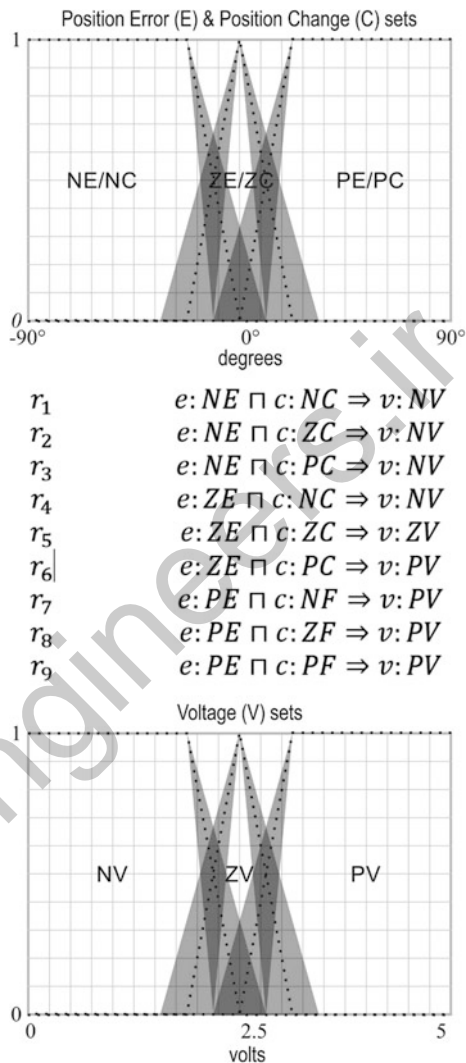 Position Error (E) & Position Change (C) sets
1
NE/NC ZE/ZC PE/PC
0
-90° 0° 90°
degrees
r₁ e: NE ⊓ c: NC ⇒ v: NV
r₂ e: NE ⊓ c: ZC ⇒ v: NV
r₃ e: NE ⊓ c: PC ⇒ v: NV
r₄ e: ZE ⊓ c: NC ⇒ v: NV
r₅ e: ZE ⊓ c: ZC ⇒ v: ZV
r₆| e: ZE ⊓ c: PC ⇒ v: PV
r₇ e: PE ⊓ c: NF ⇒ v: PV
r₈ e: PE ⊓ c: ZF ⇒ v: PV
r₉ e: PE ⊓ c: PF ⇒ v: PV
Voltage (V) sets
1
NV ZV PV
0
0 2.5 5
volts
ngineers.ir